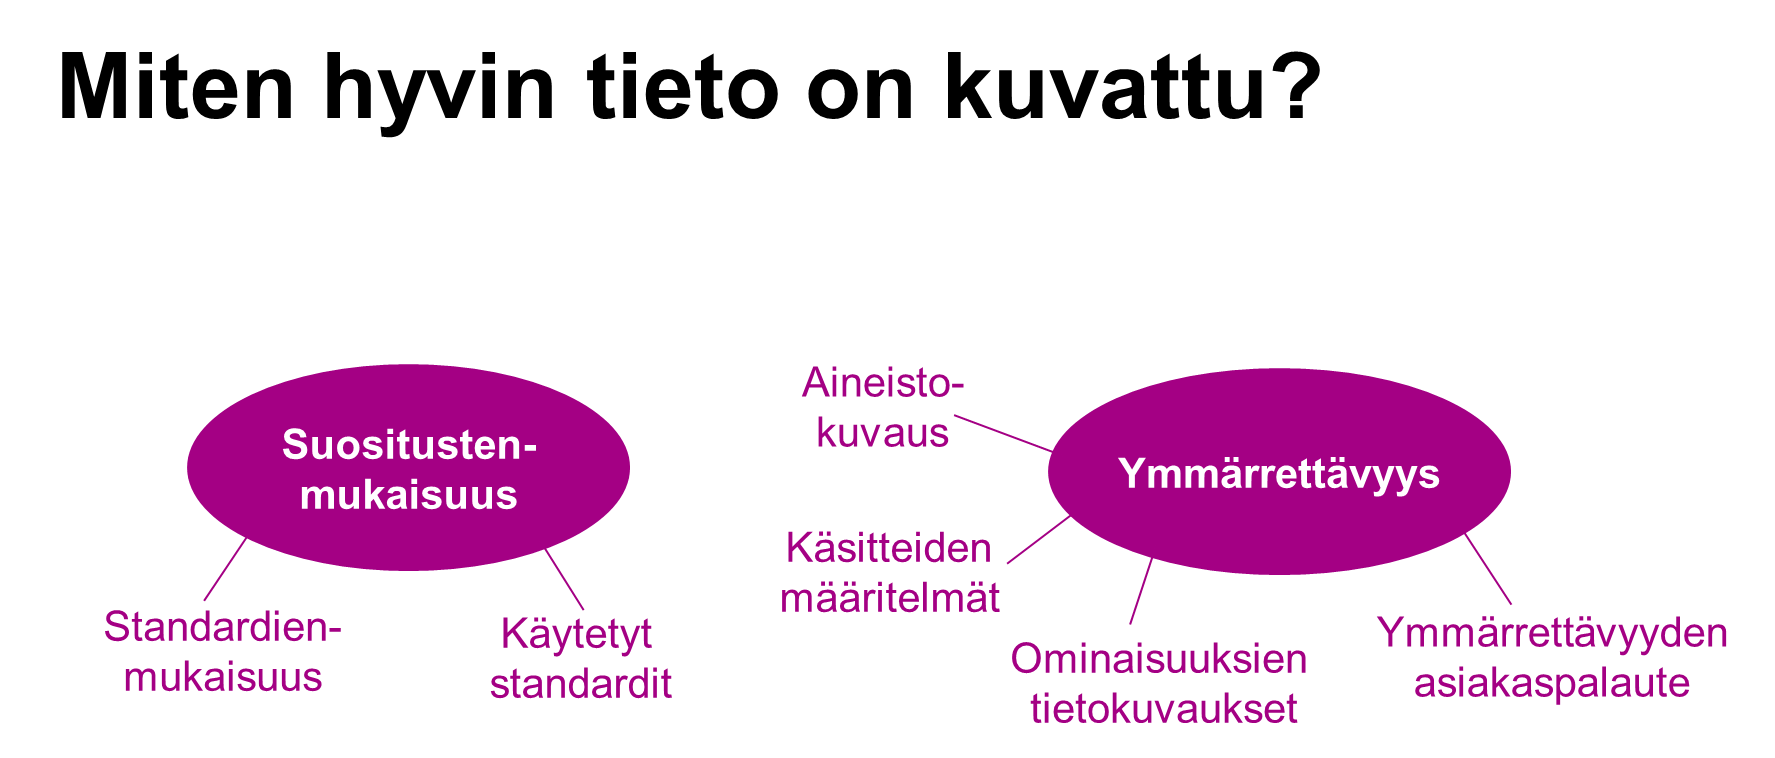 Miten hyvin tieto on kuvattu?
Suositusten-
mukaisuus
Standardien-
mukaisuus
Käytetyt
standardit
Aineisto-
kuvaus
Ymmärrettävyys
Käsitteiden
määritelmät
Ominaisuuksien
tietokuvaukset
Ymmärrettävyyden
asiakaspalaute